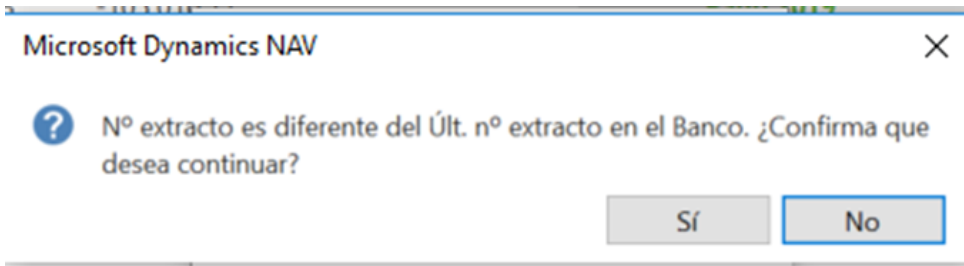 Microsoft Dynamics NAV
Nº extracto es diferente del Últ. nº extracto en el Banco. ¿Confirma que
desea continuar?
Sí
No